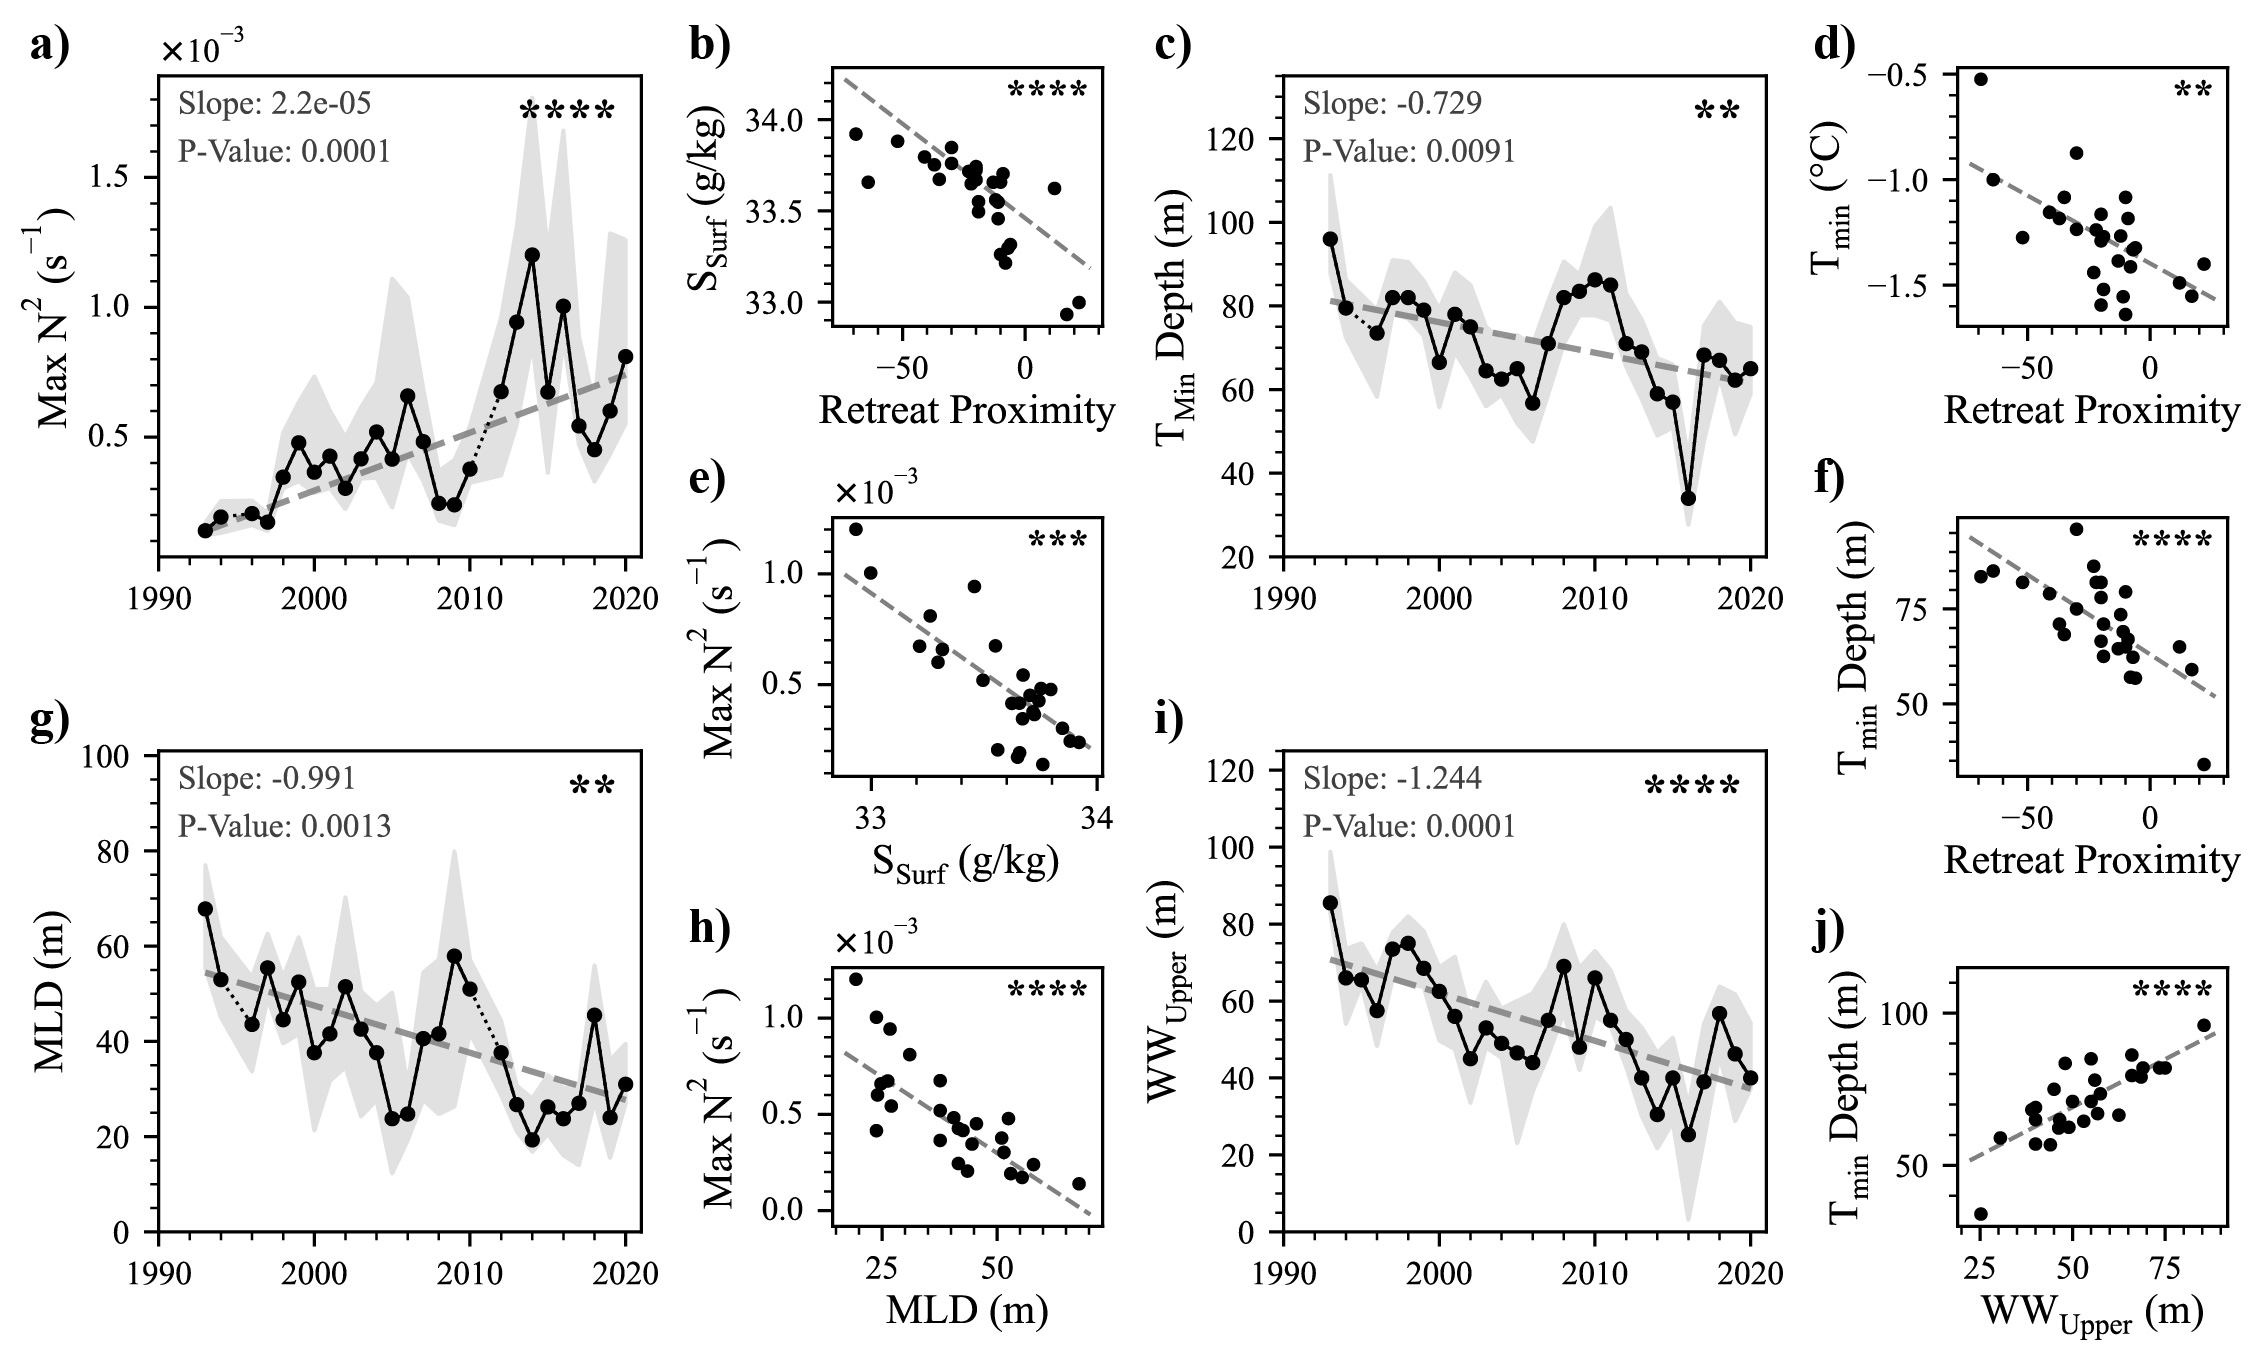 a)
×10⁻³
Slope: 2.2e-05
P-Value: 0.0001
****
Max N² (s⁻¹)
1.5
1.0
0.5
1990 2000 2010 2020
b)
****
S_Surf (g/kg)
34.0
33.5
33.0
−50 0
Retreat Proximity
c)
Slope: -0.729
P-Value: 0.0091
**
T_Min Depth (m)
120
100
80
60
40
20
1990 2000 2010 2020
d)
**
T_min (°C)
−0.5
−1.0
−1.5
−50 0
Retreat Proximity
e)
×10⁻³
***
Max N² (s⁻¹)
1.0
0.5
33 34
S_Surf (g/kg)
f)
****
T_min Depth (m)
75
50
−50 0
Retreat Proximity
g)
Slope: -0.991
P-Value: 0.0013
**
MLD (m)
100
80
60
40
20
0
1990 2000 2010 2020
h)
×10⁻³
****
Max N² (s⁻¹)
1.0
0.5
0.0
25 50
MLD (m)
i)
Slope: -1.244
P-Value: 0.0001
****
WW_Upper (m)
120
100
80
60
40
20
0
1990 2000 2010 2020
j)
****
T_min Depth (m)
100
50
25 50 75
WW_Upper (m)